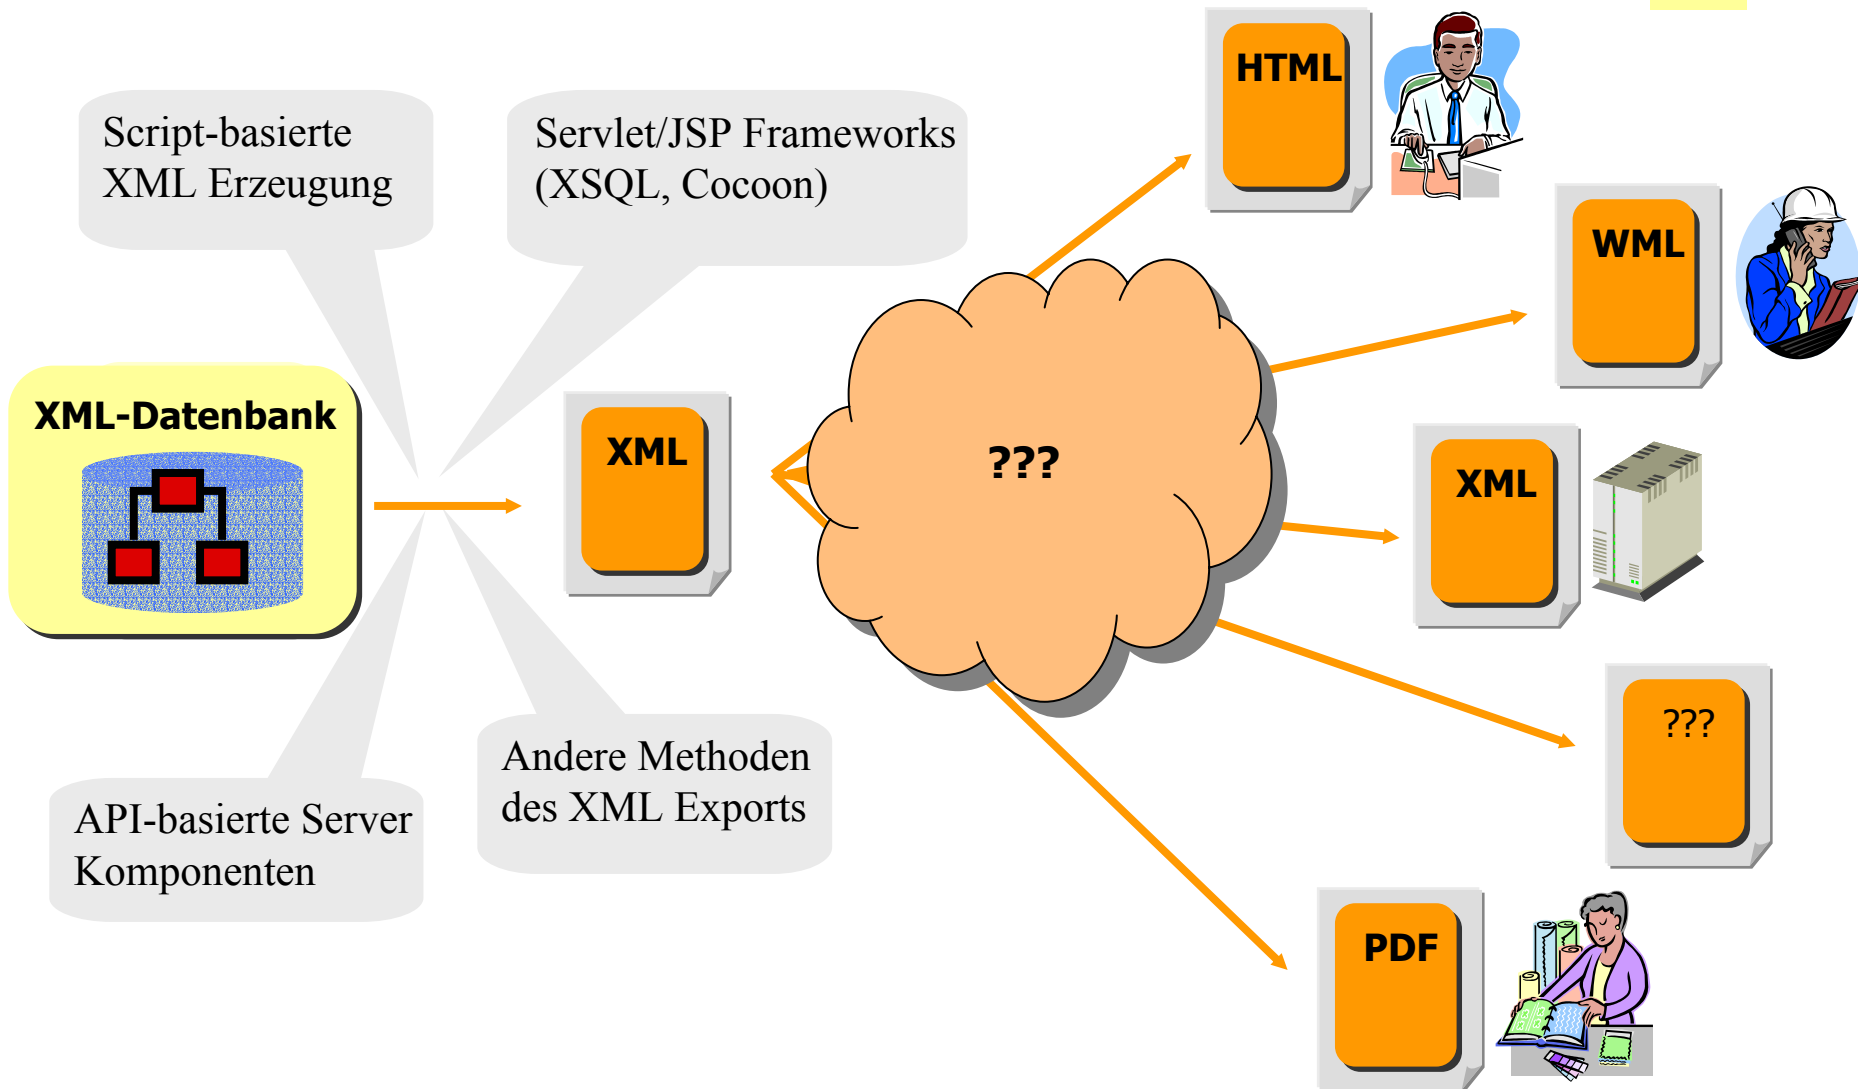 Script-basierte
XML Erzeugung
Servlet/JSP Frameworks
(XSQL, Cocoon)
HTML
WML
XML-Datenbank
XML
???
XML
???
Andere Methoden
des XML Exports
API-basierte Server
Komponenten
PDF